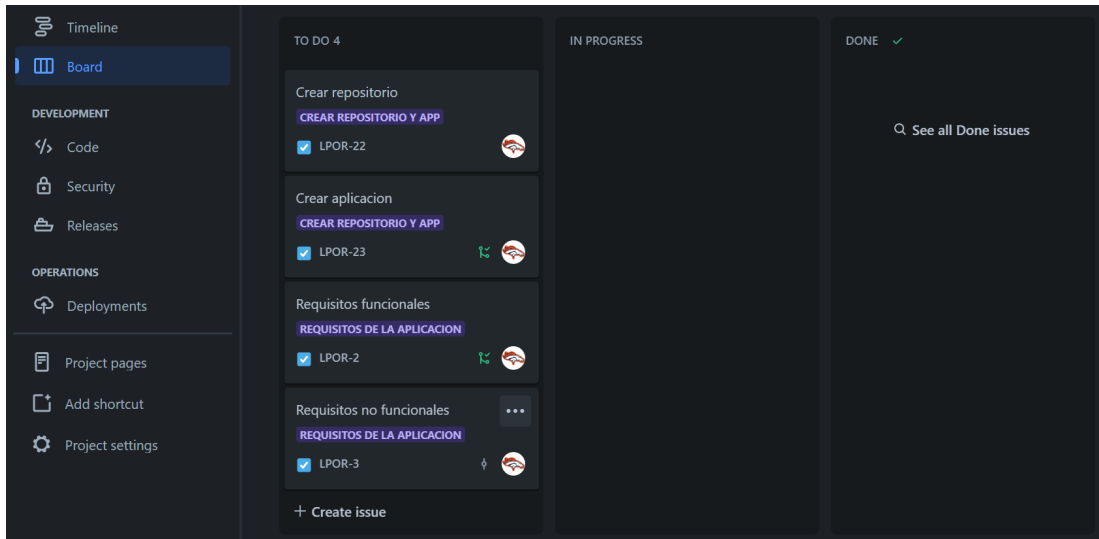 Timeline
Board
DEVELOPMENT
Code
Security
Releases
OPERATIONS
Deployments
Project pages
Add shortcut
Project settings
TO DO 4
Crear repositorio
CREAR REPOSITORIO Y APP
LPOR-22
Crear aplicacion
CREAR REPOSITORIO Y APP
LPOR-23
Requisitos funcionales
REQUISITOS DE LA APLICACION
LPOR-2
Requisitos no funcionales
REQUISITOS DE LA APLICACION
LPOR-3
+ Create issue
IN PROGRESS
DONE
See all Done issues